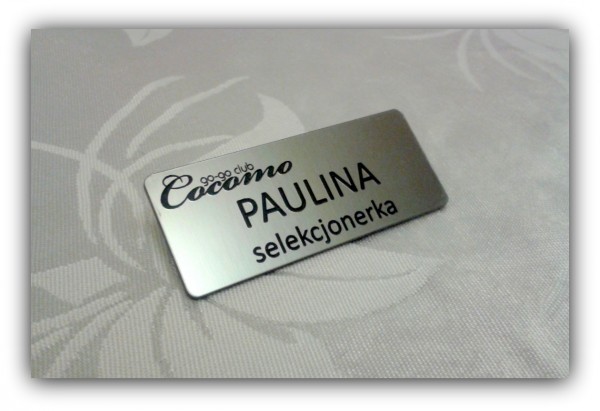 go-go club
Cocomo
PAULINA
selekcjonerka